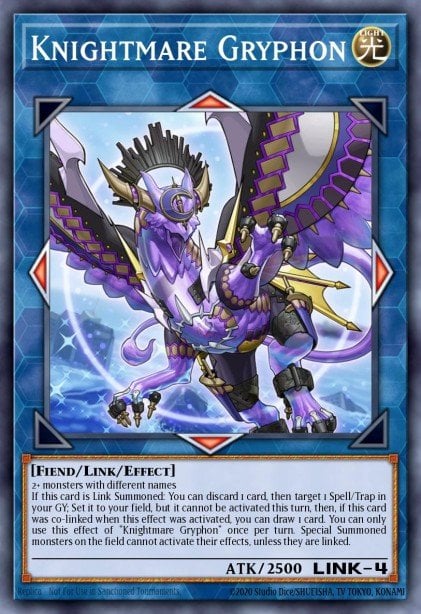 KNIGHTMARE GRYPHON
LIGHT
光
[FIEND/LINK/EFFECT]
2+ monsters with different names
If this card is Link Summoned: You can discard 1 card, then target 1 Spell/Trap in
your GY; Set it to your field, but it cannot be activated this turn, then, if this card
was co-linked when this effect was activated, you can draw 1 card. You can only
use this effect of "Knightmare Gryphon" once per turn. Special Summoned
monsters on the field cannot activate their effects, unless they are linked.
ATK/2500 LINK-4
Replica - Not For Use in Sanctioned Tornaments. ©2020 Studio Dice/SHUEISHA, TV TOKYO, KONAMI